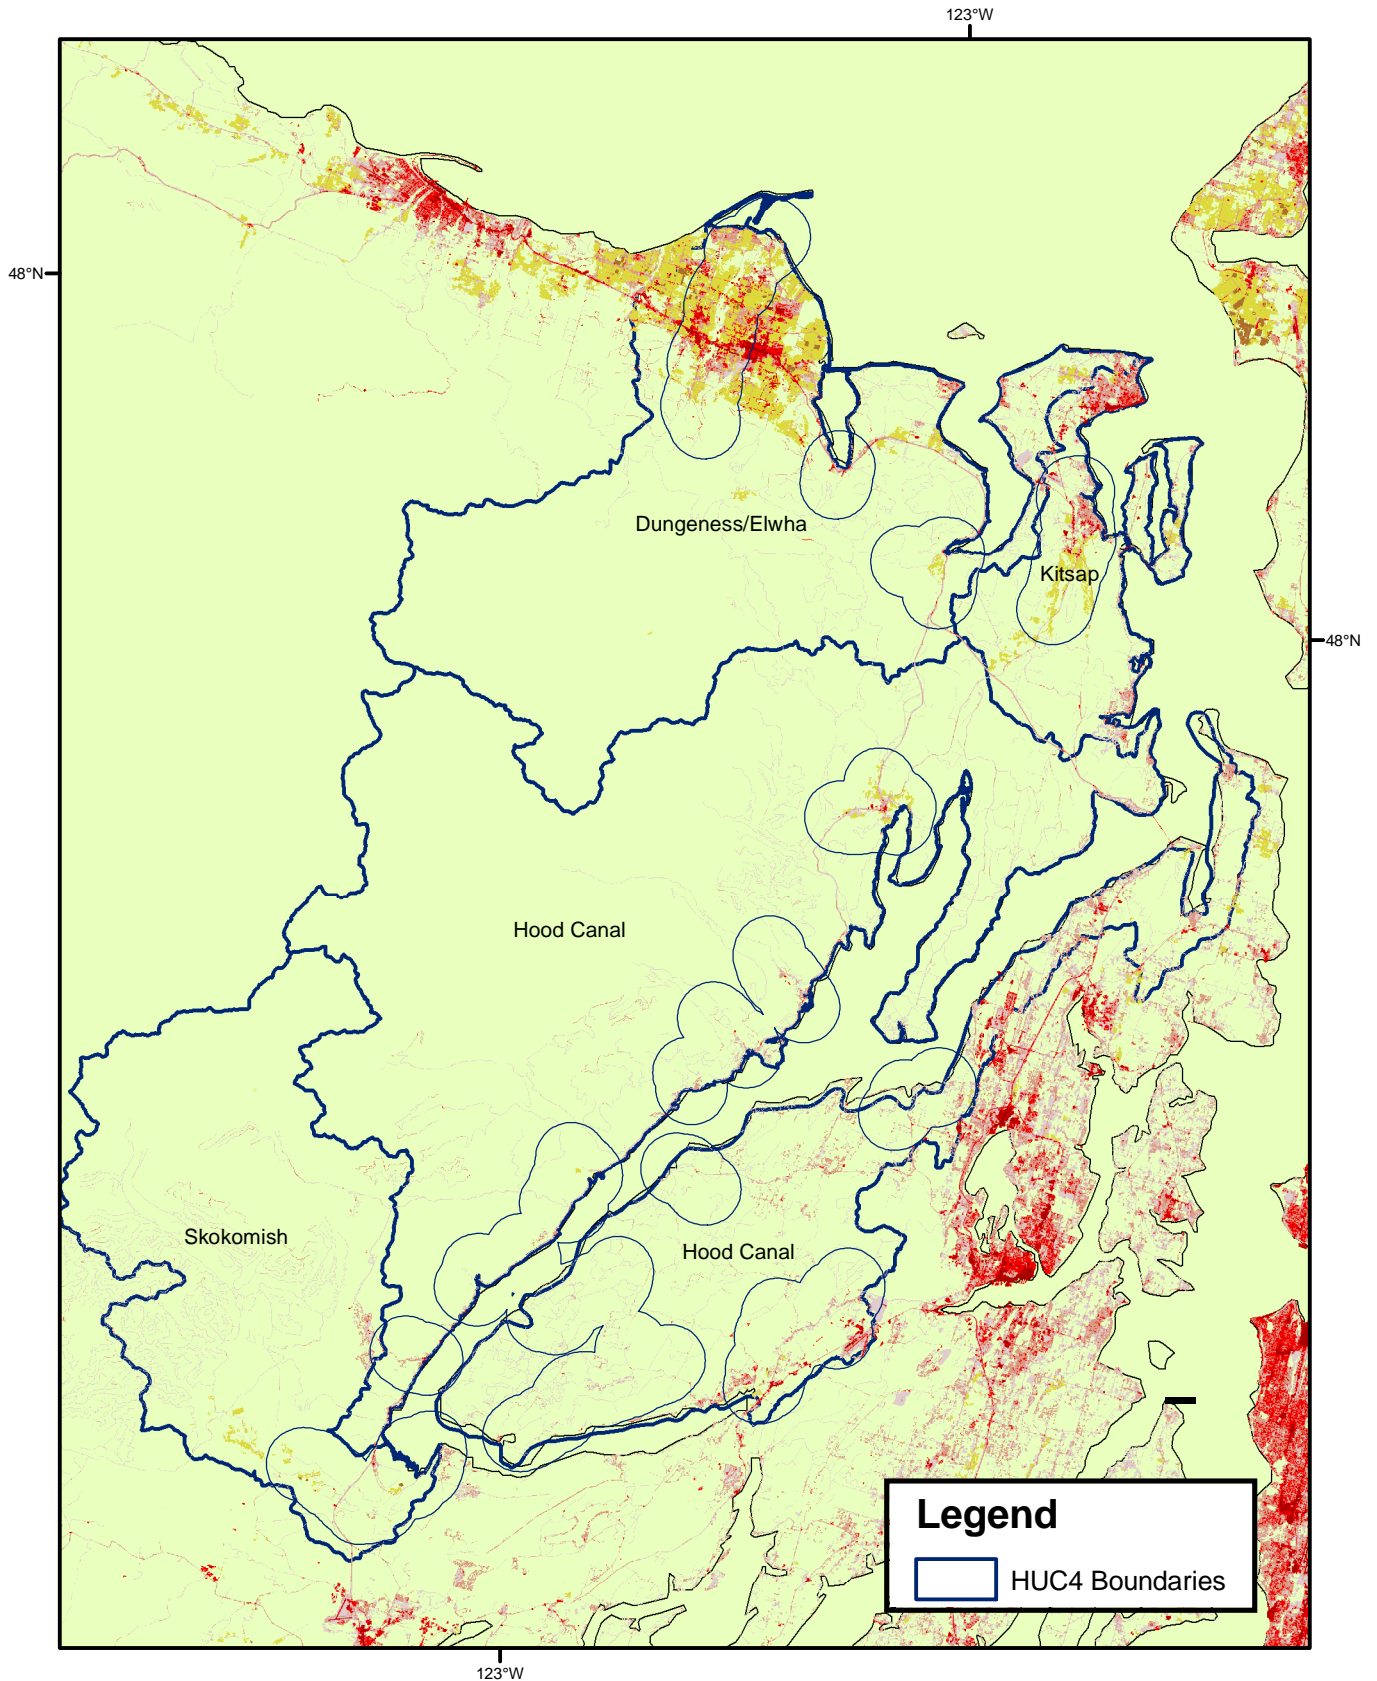 123°W
48°N
Dungeness/Elwha
Kitsap
48°N
Hood Canal
Skokomish
Hood Canal
Legend
HUC4 Boundaries
123°W